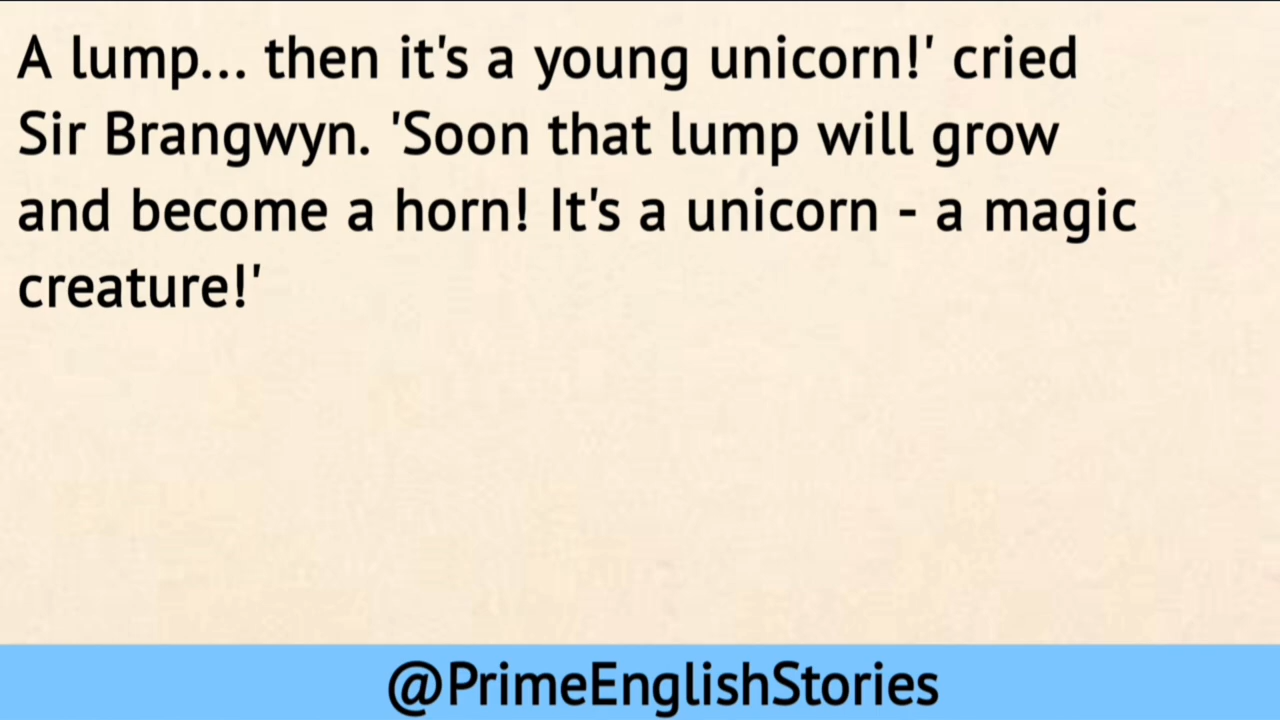 A lump... then it's a young unicorn!' cried
Sir Brangwyn. 'Soon that lump will grow
and become a horn! It's a unicorn - a magic
creature!'
@PrimeEnglishStories